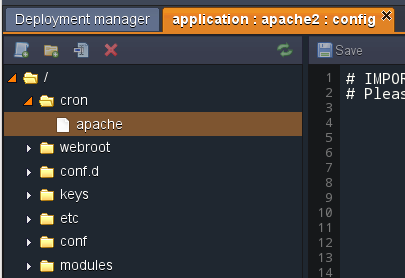 Deployment manager
application : apache2 : config
Save
/
cron
apache
webroot
conf.d
keys
etc
conf
modules
1 # IMPOR
2 # Pleas
3
4
5
6
7
8
9
10
11
12
13
14